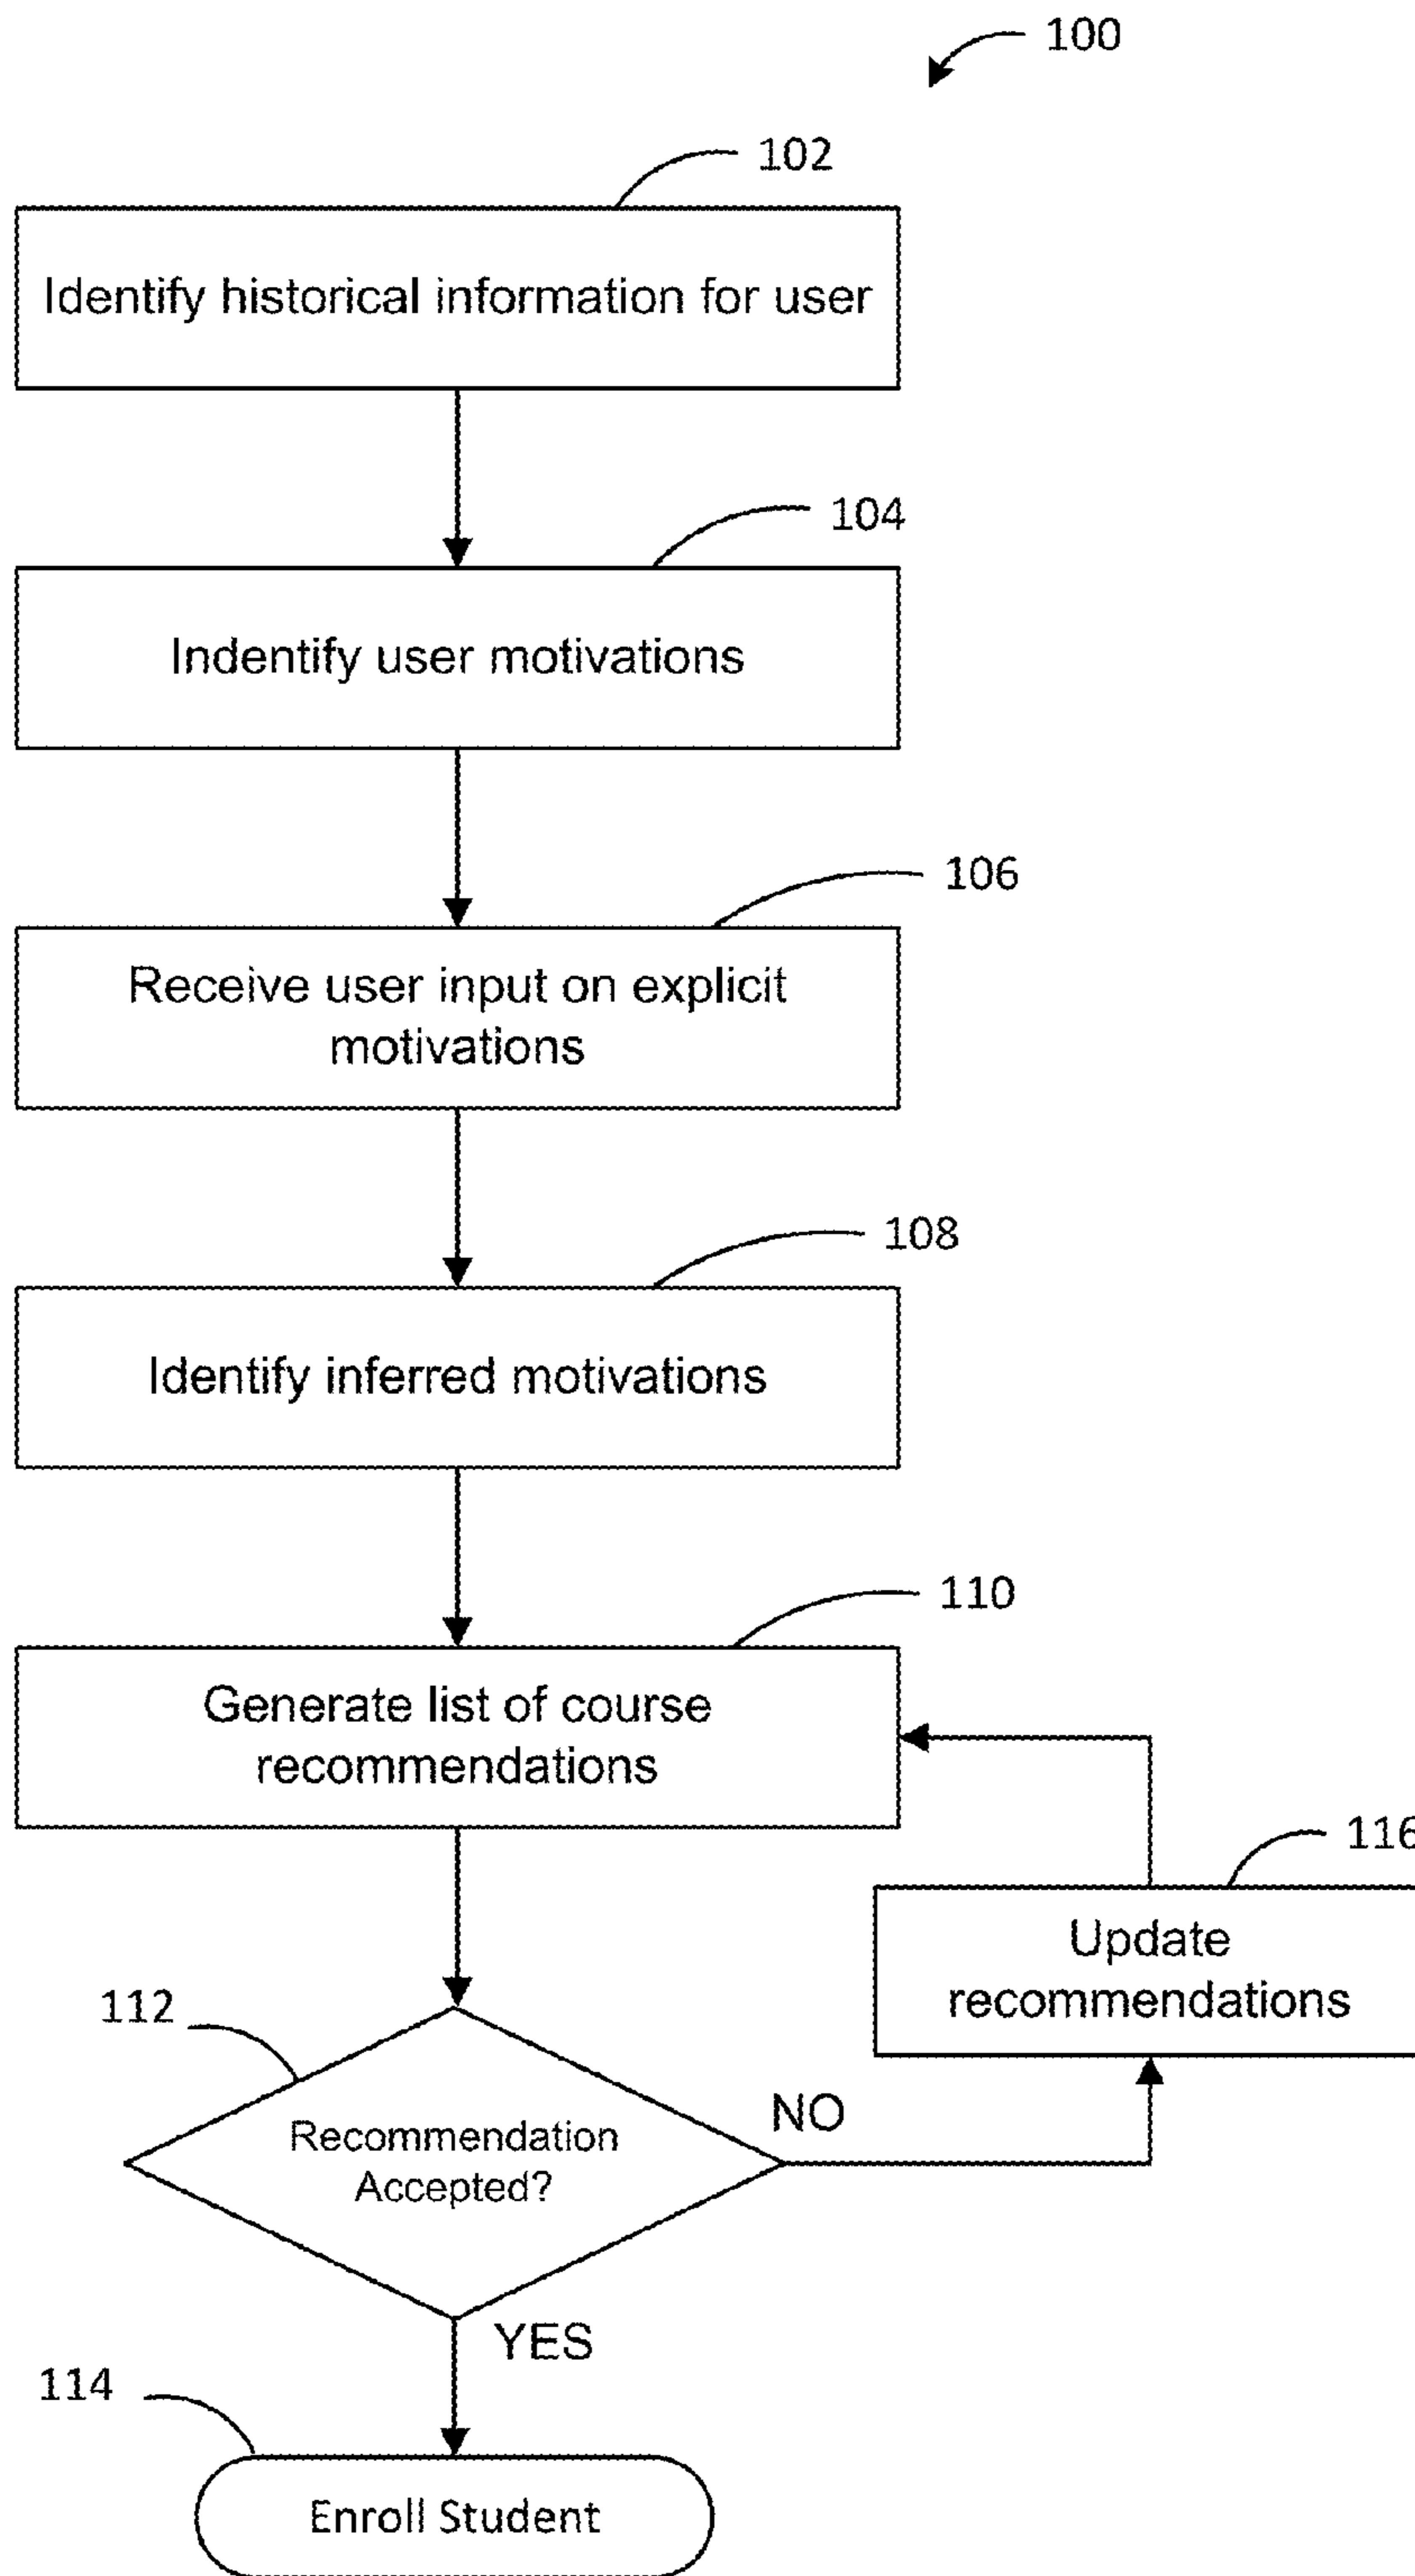 100
102
Identify historical information for user
104
Indentify user motivations
106
Receive user input on explicit
motivations
108
Identify inferred motivations
110
Generate list of course
recommendations
116
Update
recommendations
112
Recommendation
Accepted?
NO
YES
114
Enroll Student